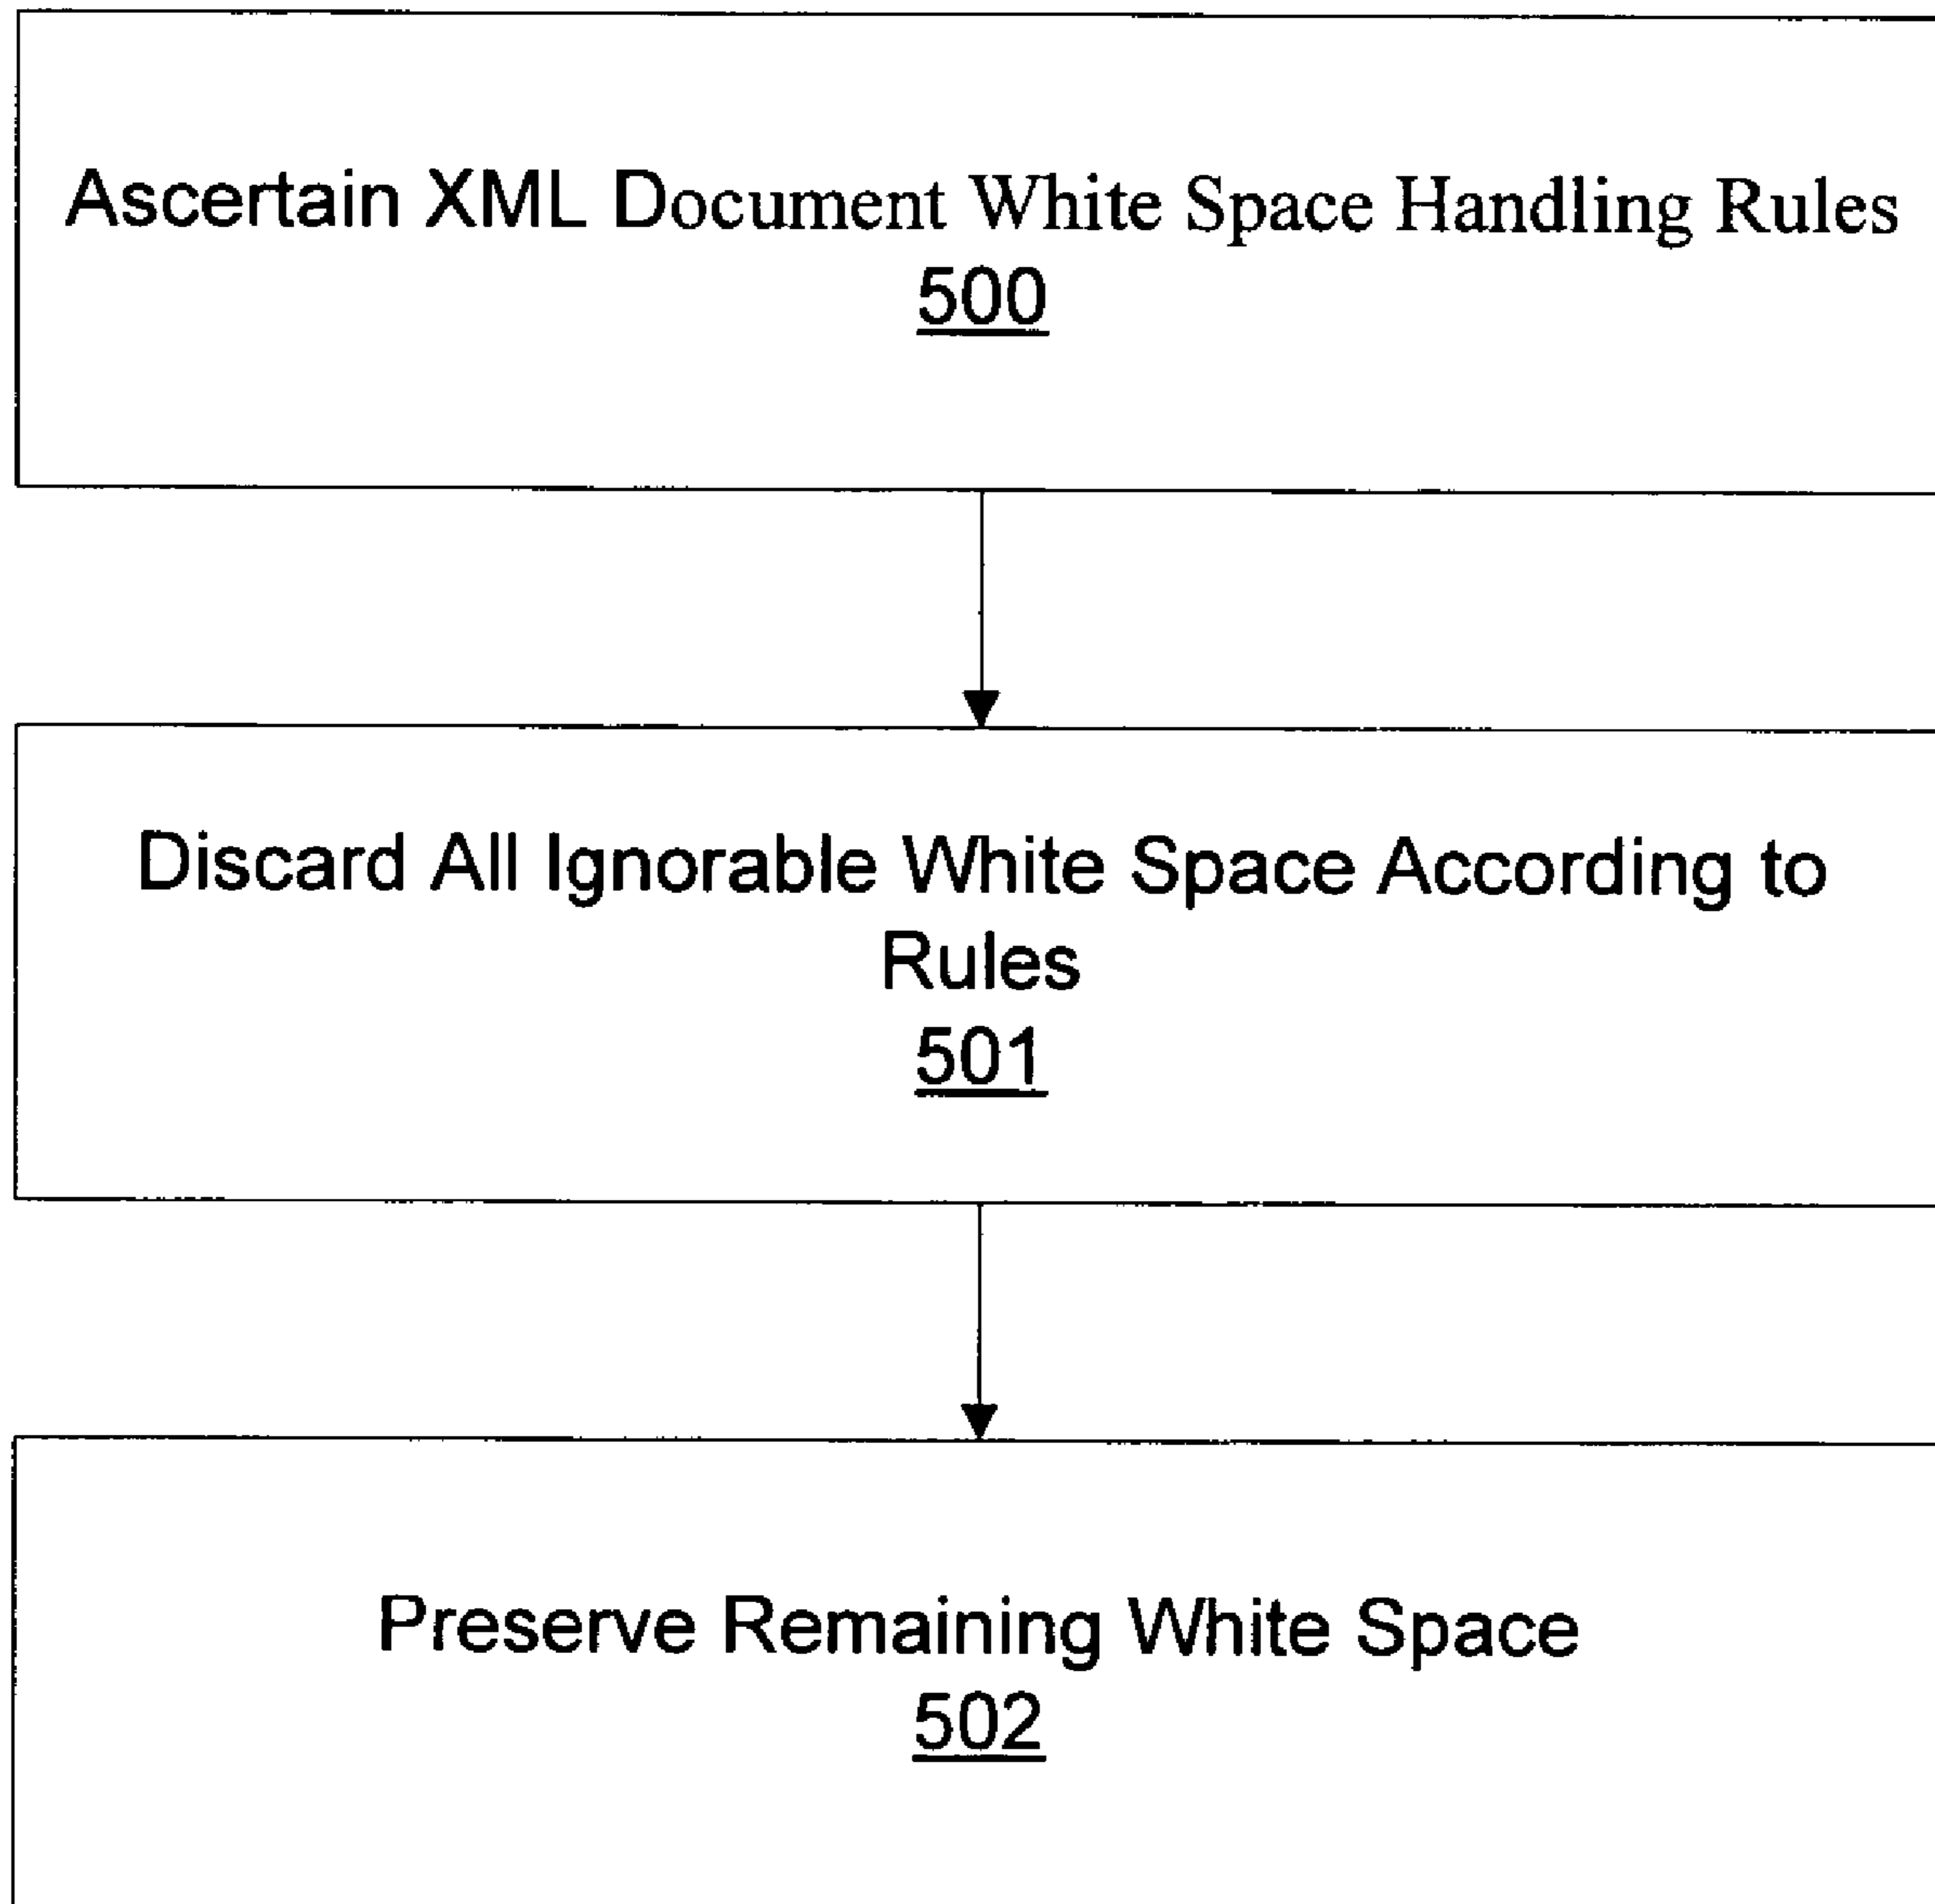 Ascertain XML Document White Space Handling Rules
500
Discard All Ignorable White Space According to
Rules
501
Preserve Remaining White Space
502